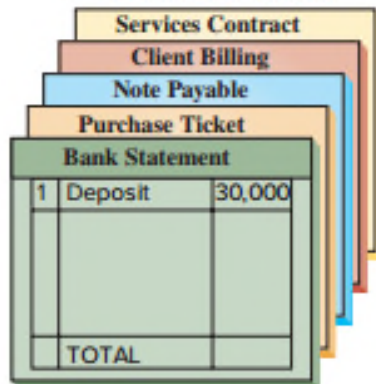 Services Contract
Client Billing
Note Payable
Purchase Ticket
Bank Statement
1 Deposit 30,000
TOTAL